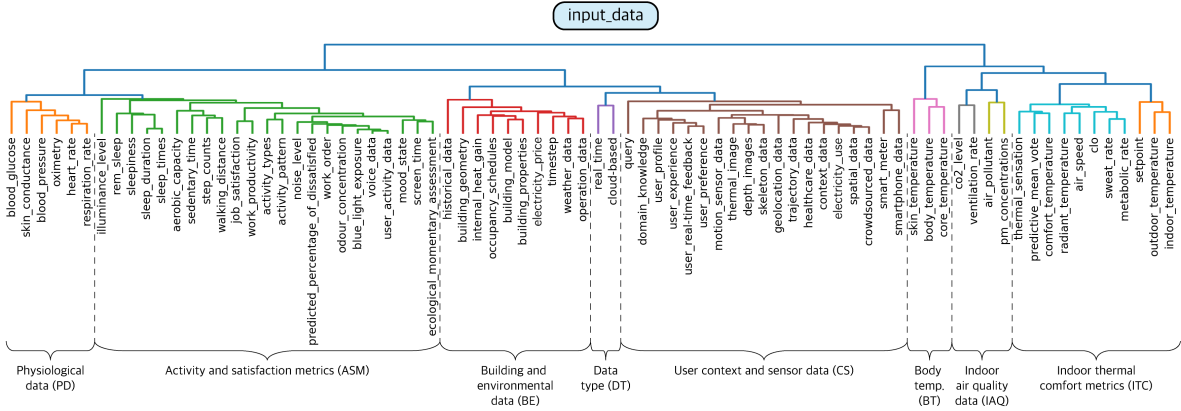 input_data
blood_glucose
skin_conductance
blood_pressure
oximetry
heart_rate
respiration_rate
illuminance_level
rem_sleep
sleepiness
sleep_duration
sleep_times
aerobic_capacity
sedentary_time
step_counts
walking_distance
job_satisfaction
work_productivity
activity_types
activity_pattern
noise_level
predicted_percentage_of_dissatisfied
work_order
odour_concentration
blue_light_exposure
voice_data
user_activity_data
mood_state
screen_time
ecological_momentary_assessment
historical_data
building_geometry
internal_heat_gain
occupancy_schedules
building_model
building_properties
electricity_price
timestep
weather_data
operation_data
real_time
cloud-based
query
domain_knowledge
user_profile
user_experience
user_real-time_feedback
user_preference
motion_sensor_data
thermal_image
depth_images
skeleton_data
geolocation_data
trajectory_data
healthcare_data
context_data
electricity_use
spatial_data
crowdsourced_data
smart_meter
smartphone_data
skin_temperature
body_temperature
core_temperature
co2_level
ventilation_rate
air_pollutant
pm_concentrations
thermal_sensation
predictive_mean_vote
comfort_temperature
radiant_temperature
air_speed
clo
sweat_rate
metabolic_rate
setpoint
outdoor_temperature
indoor_temperature
Physiological
data (PD)
Activity and satisfaction metrics (ASM)
Building and
environmental
data (BE)
Data
type (DT)
User context and sensor data (CS)
Body
temp.
(BT)
Indoor
air quality
data (IAQ)
Indoor thermal
comfort metrics (ITC)